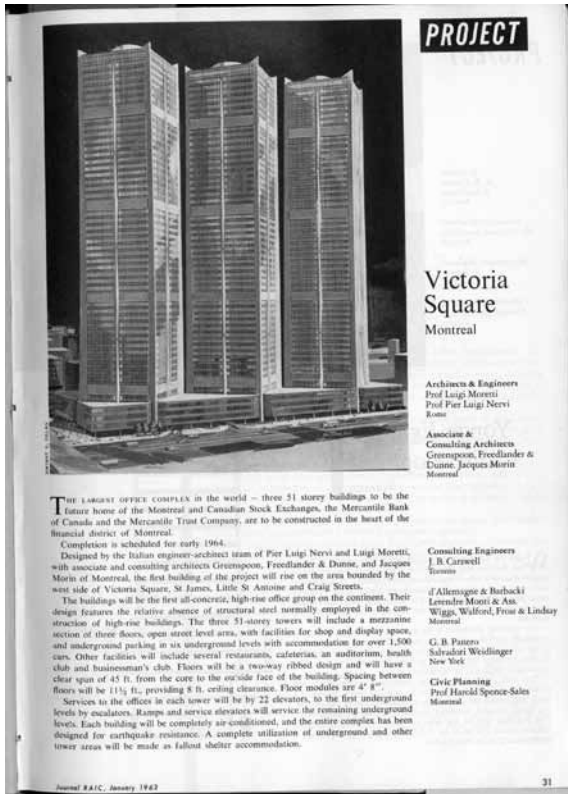 PROJECT
Victoria
Square
Montreal
Architects & Engineers
Prof Luigi Moretti
Prof Pier Luigi Nervi
Rome
Associate &
Consulting Architects
Greenspoon, Freedlander &
Dunne, Jacques Morin
Montreal
Consulting Engineers
J. B. Carswell
Toronto
d'Allemagne & Barbacki
Letendre Monti & Ass.
Wiggs, Walford, Frost & Lindsay
Montreal
G. B. Pastoro
Salvadori Weidlinger
New York
Civic Planning
Prof Harold Spence-Sales
Montreal
THE LARGEST OFFICE COMPLEX in the world – three 51 storey buildings to be the
future home of the Montreal and Canadian Stock Exchanges, the Mercantile Bank
of Canada and the Mercantile Trust Company, are to be constructed in the heart of the
financial district of Montreal.
Completion is scheduled for early 1964.
Designed by the Italian engineer-architect team of Pier Luigi Nervi and Luigi Moretti,
with associate and consulting architects Greenspoon, Freedlander & Dunne, and Jacques
Morin of Montreal, the first building of the project will rise on the area bounded by the
west side of Victoria Square, St James, Little St Antoine and Craig Streets.
The buildings will be the first all-concrete, high-rise office group on the continent. Their
design features the relative absence of structural steel normally employed in the con-
struction of high-rise buildings. The three 51-storey towers will include a mezzanine
section of three floors, open street level area, with facilities for shop and display space,
and underground parking in six underground levels with accommodation for over 1,500
cars. Other facilities will include several restaurants, cafeterias, an auditorium, health
club and businessman's club. Floors will be a two-way ribbed design and will have a
clear span of 45 ft. from the core to the outside face of the building. Spacing between
floors will be 11½ ft., providing 8 ft. ceiling clearance. Floor modules are 4' 8".
Services to the offices in each tower will be by 22 elevators, to the first underground
levels by escalators. Ramps and service elevators will service the remaining underground
levels. Each building will be completely air-conditioned, and the entire complex has been
designed for earthquake resistance. A complete utilization of underground and other
tower areas will be made as fallout shelter accommodation.
Journal RAIC, January 1962
31